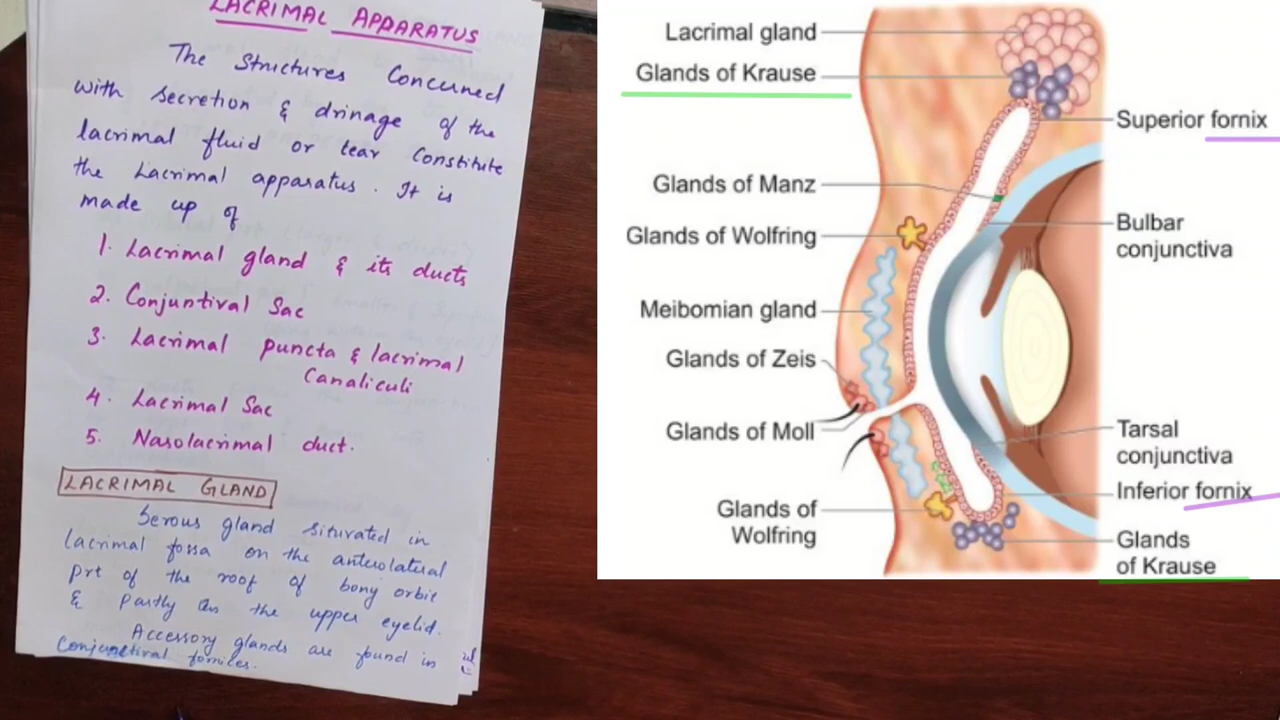 LACRIMAL APPARATUS
The Structures Concerned
with secretion & drinage of the
lacrimal fluid or tear constitute
the Lacrimal apparatus. It is
made up of
1. Lacrimal gland & its ducts
2. Conjuntival Sac
3. Lacrimal puncta & lacrimal
Canaliculi
4. Lacrimal Sac
5. Nasolacrimal duct.
LACRIMAL GLAND
Serous gland siturated in
lacrimal fossa on the anterolateral
prt of the roof of bony orbit
& partly on the upper eyelid.
Accessory glands are found in
Conjunctival fornices.
Lacrimal gland
Glands of Krause
Superior fornix
Glands of Manz
Bulbar
conjunctiva
Glands of Wolfring
Meibomian gland
Glands of Zeis
Glands of Moll
Tarsal
conjunctiva
Inferior fornix
Glands of
Wolfring
Glands
of Krause